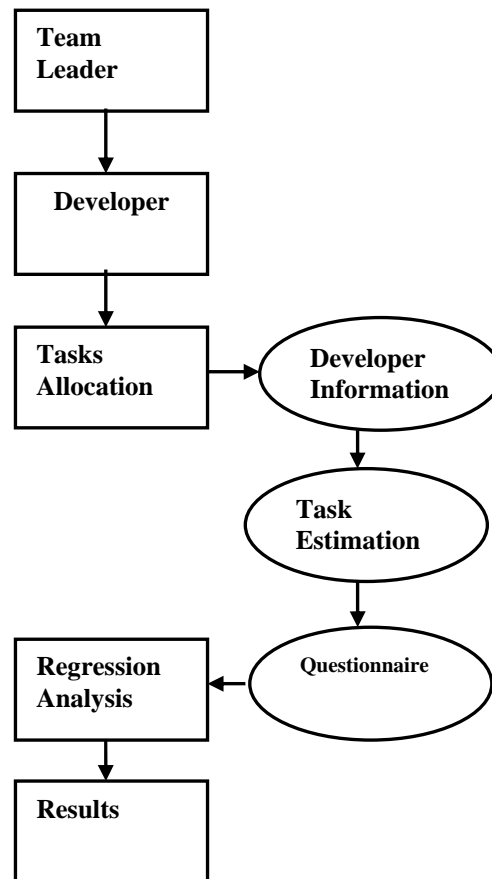 Team
Leader
Developer
Tasks
Allocation
Developer
Information
Task
Estimation
Questionnaire
Regression
Analysis
Results